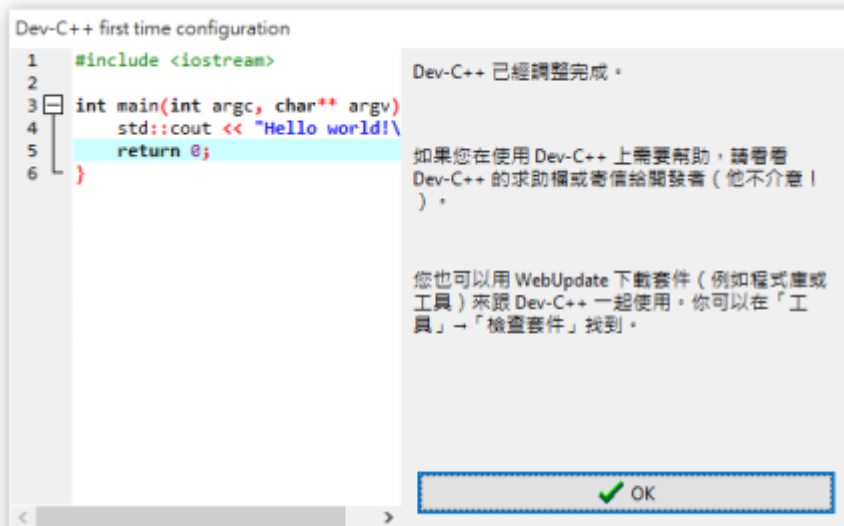 Dev-C++ first time configuration
1 #include <iostream>
2
3 int main(int argc, char** argv)
4 std::cout << "Hello world!\
5 return 0;
6 }
Dev-C++ 已經調整完成。
如果您在使用 Dev-C++ 上需要幫助，請看看
Dev-C++ 的求助欄或寄信給開發者（他不介意！
）。
您也可以用 WebUpdate 下載套件（例如程式庫或
工具）來跟 Dev-C++ 一起使用。你可以在「工
具」→「檢查套件」找到。
OK